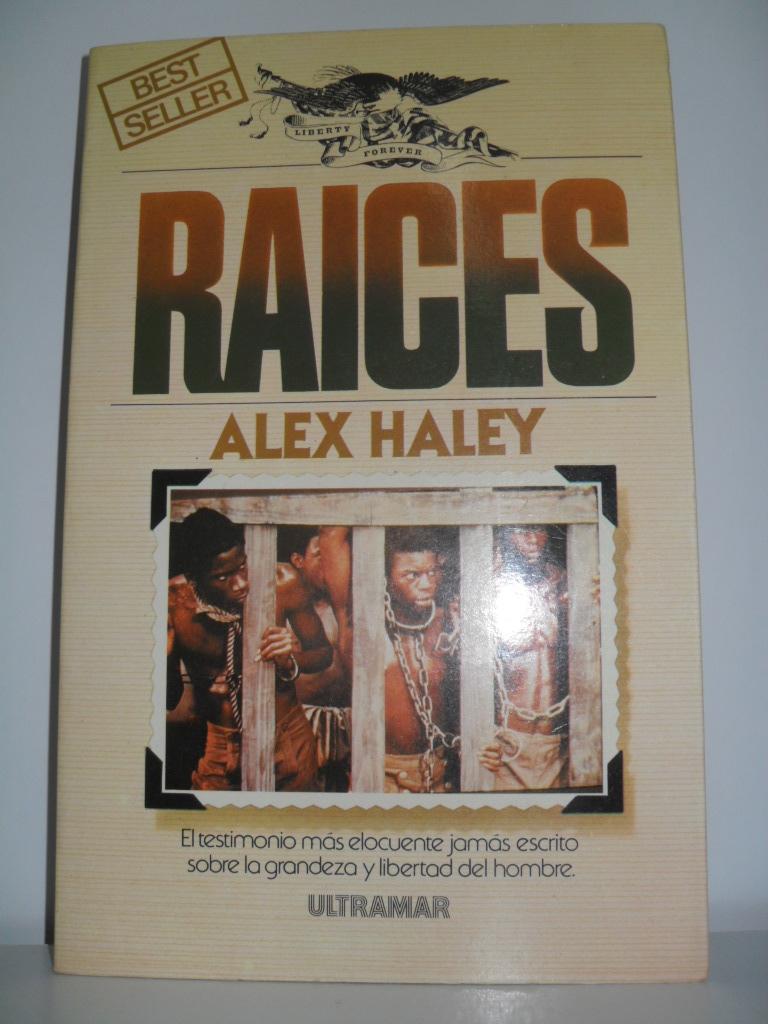 BEST
SELLER
LIBERTY
FOREVER
RAICES
ALEX HALEY
El testimonio más elocuente jamás escrito
sobre la grandeza y libertad del hombre.
ULTRAMAR